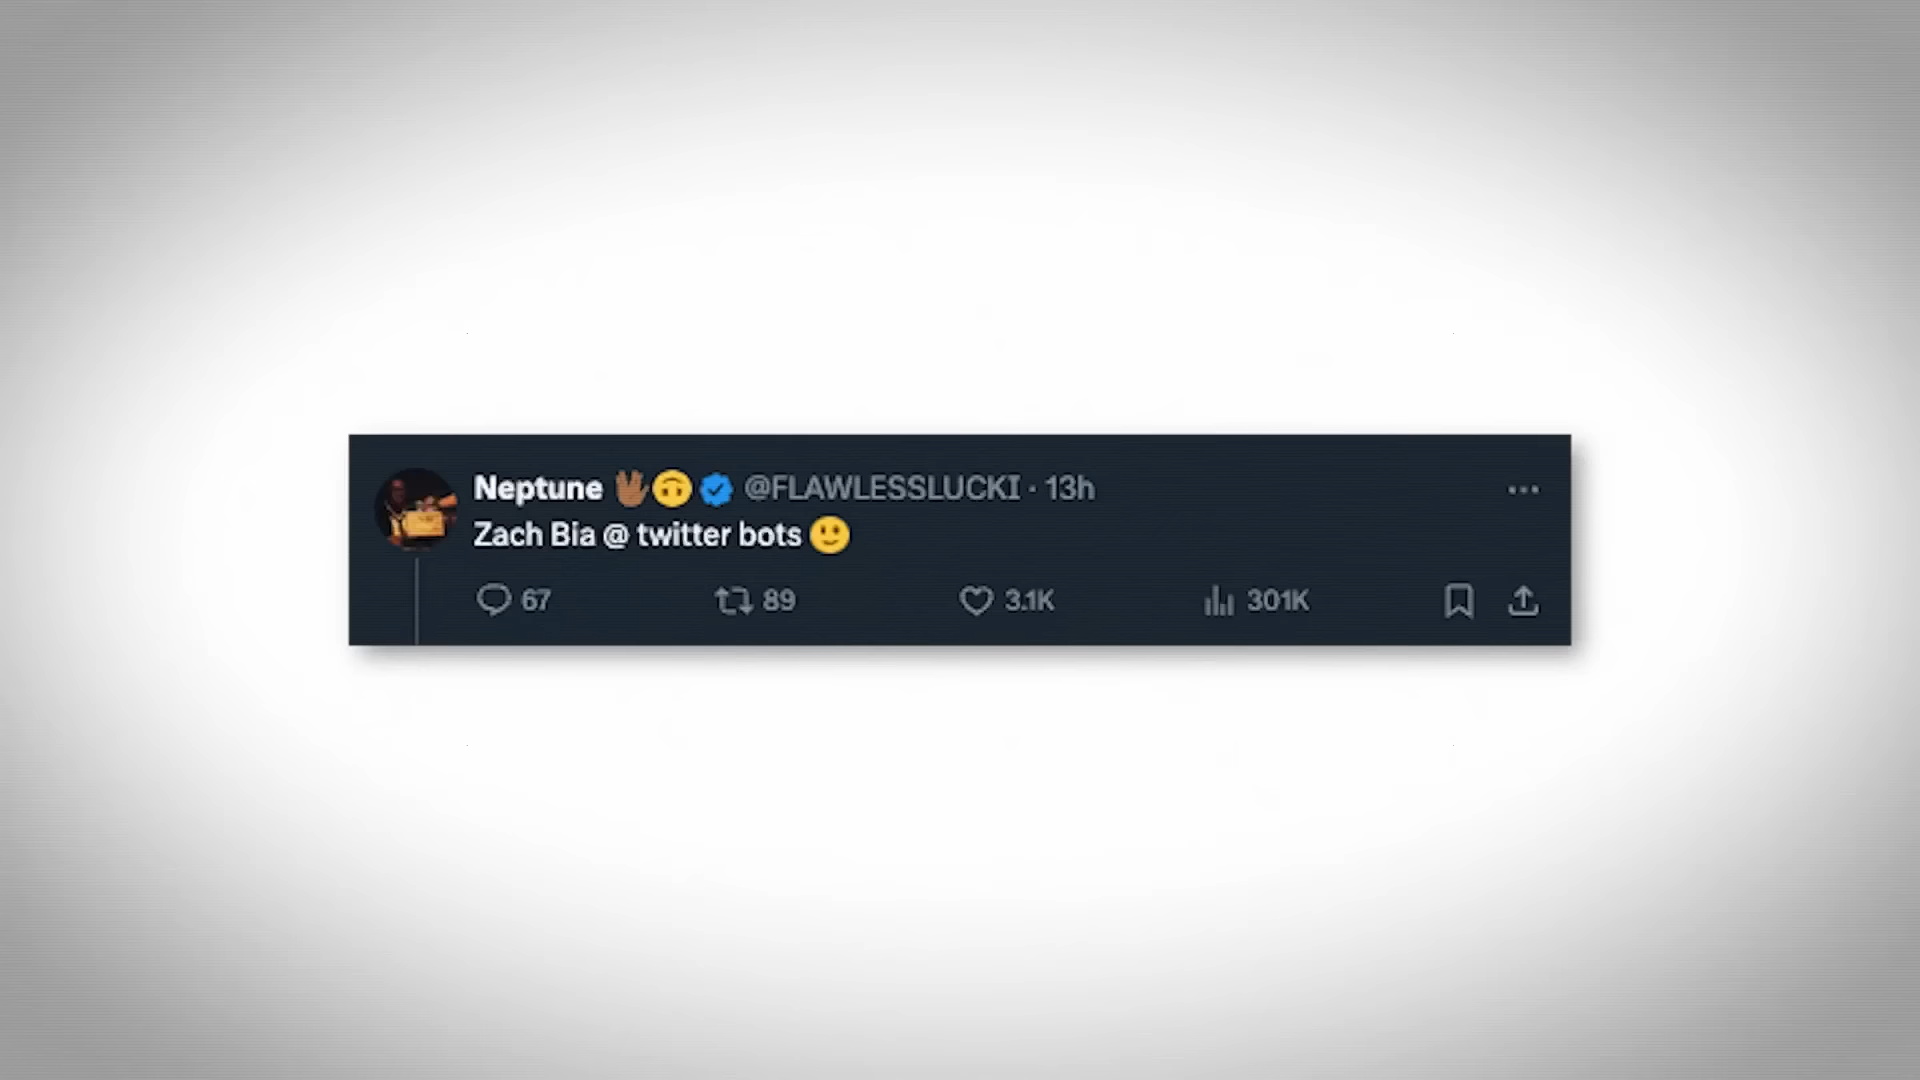 Neptune 🖖🏾🙃 @FLAWLESSLUCKI · 13h
Zach Bia @ twitter bots 🙂
67 89 3.1K 301K